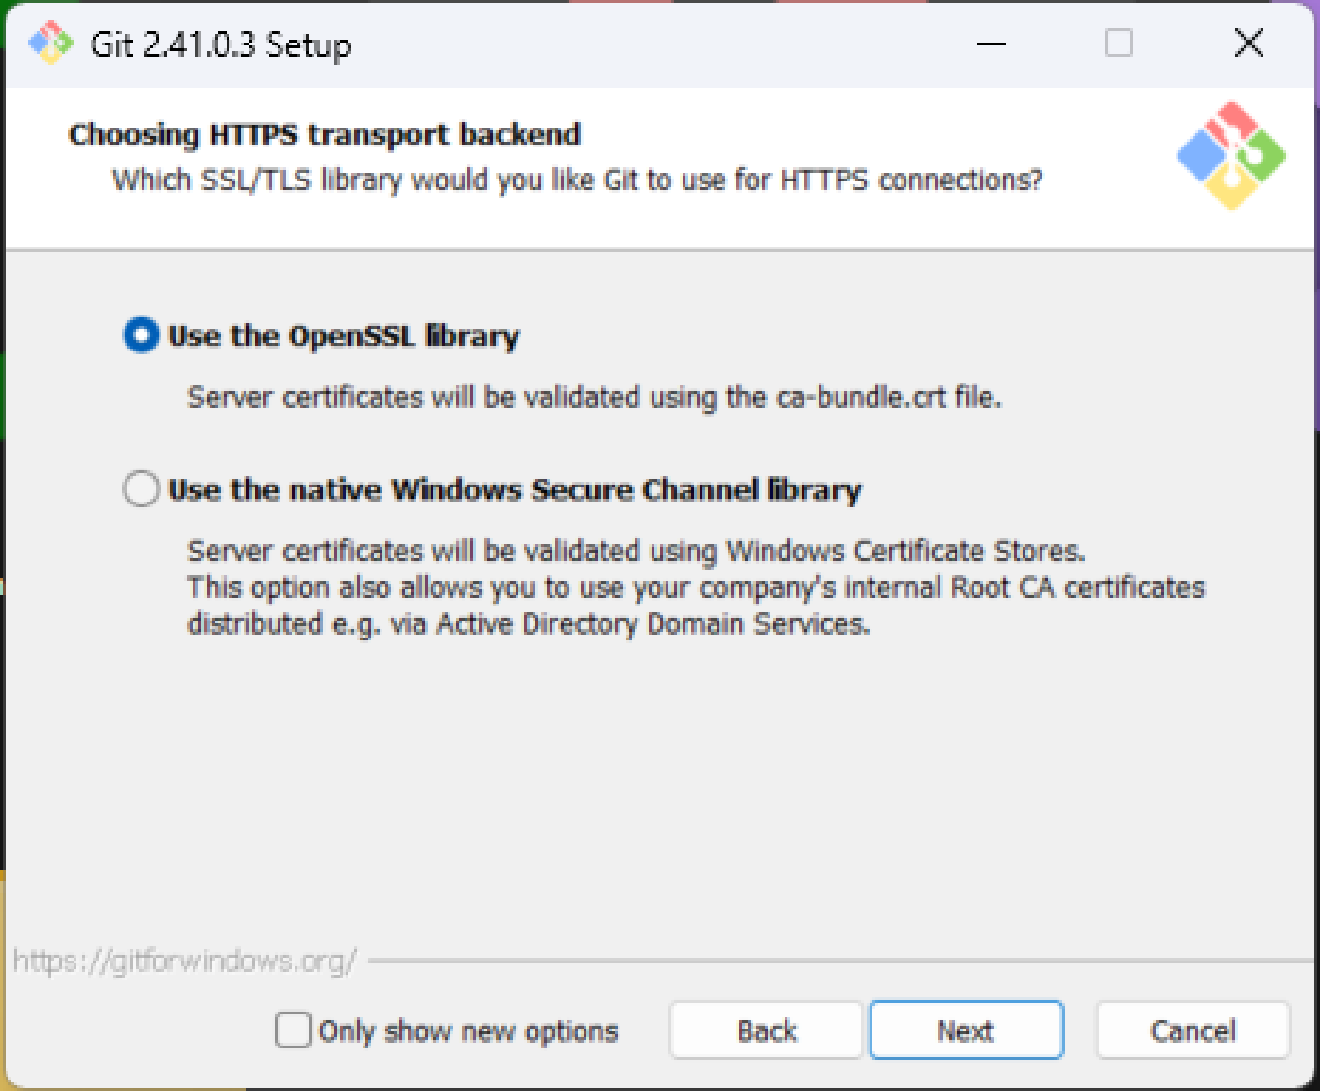 Git 2.41.0.3 Setup
Choosing HTTPS transport backend
Which SSL/TLS library would you like Git to use for HTTPS connections?
Use the OpenSSL library
Server certificates will be validated using the ca-bundle.crt file.
Use the native Windows Secure Channel library
Server certificates will be validated using Windows Certificate Stores.
This option also allows you to use your company's internal Root CA certificates
distributed e.g. via Active Directory Domain Services.
https://gitforwindows.org/
Only show new options
Back
Next
Cancel